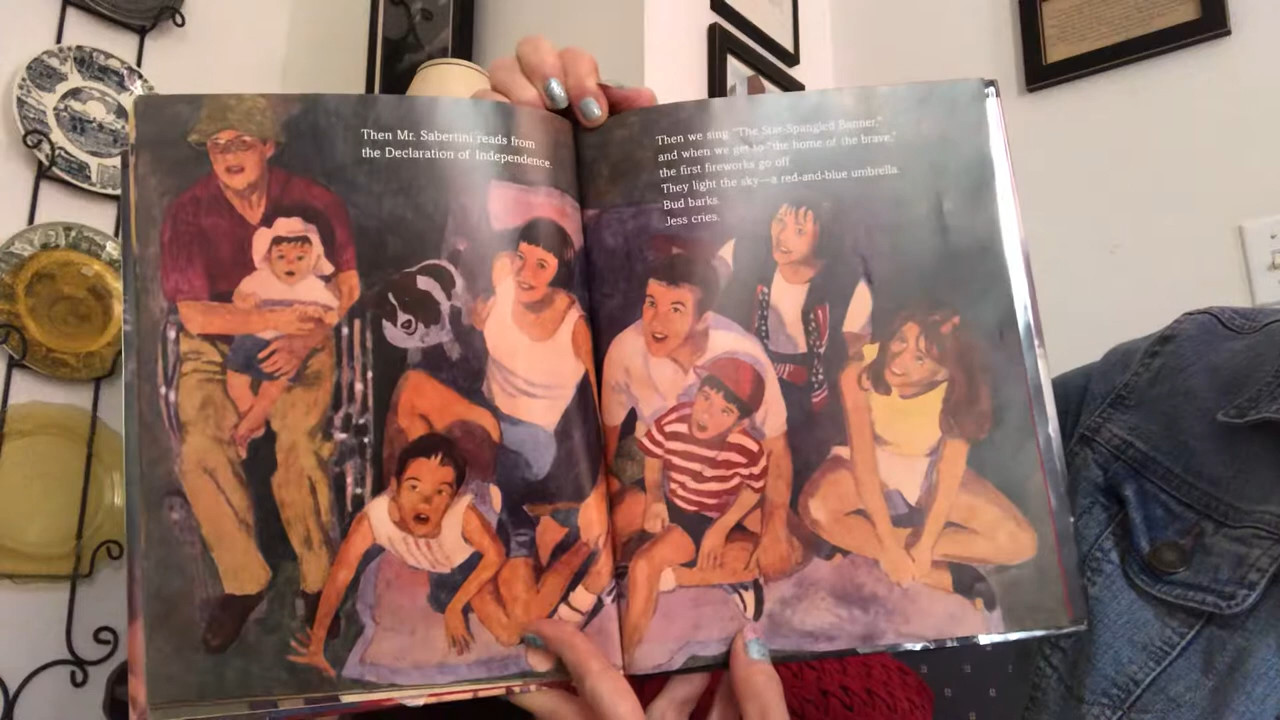 Then Mr. Sabertini reads from
the Declaration of Independence.
Then we sing "The Star-Spangled Banner,"
and when we get to "the home of the brave,"
the first fireworks go off.
They light the sky—a red-and-blue umbrella.
Bud barks.
Jess cries.